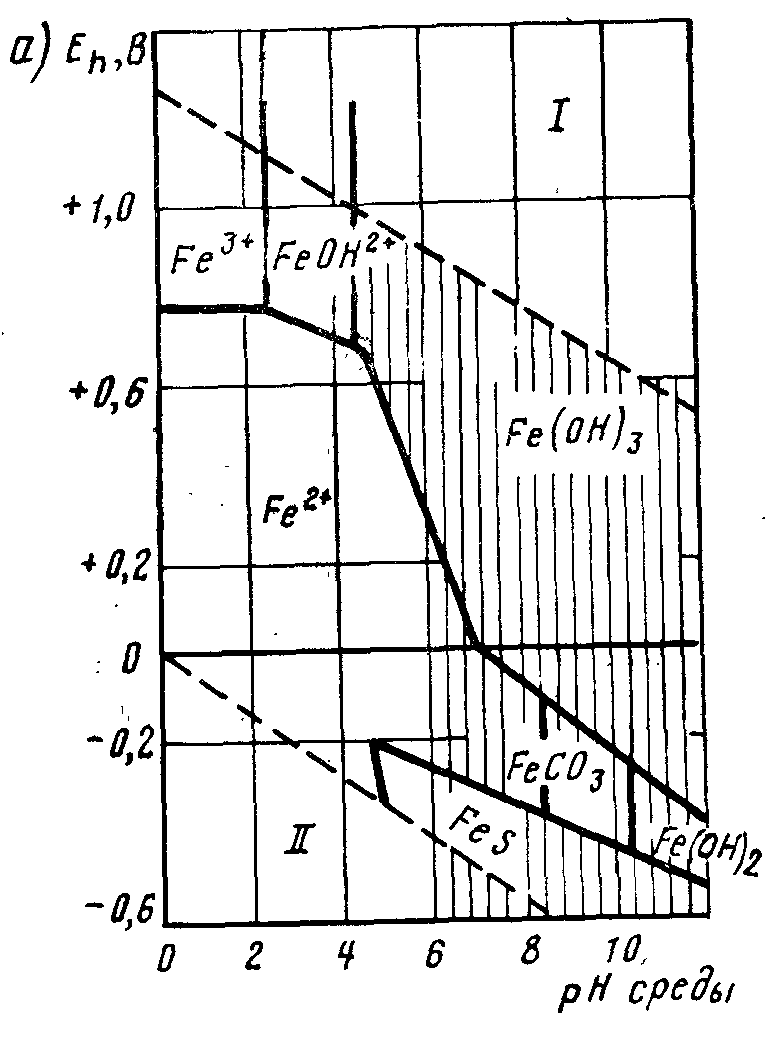 а) Eh, В
I
+1,0
Fe³⁺ FeOH²⁺
+0,6
Fe(OH)₃
Fe²⁺
+0,2
0
-0,2
FeCO₃
II FeS Fe(OH)₂
-0,6
0 2 4 6 8 10
pH среды